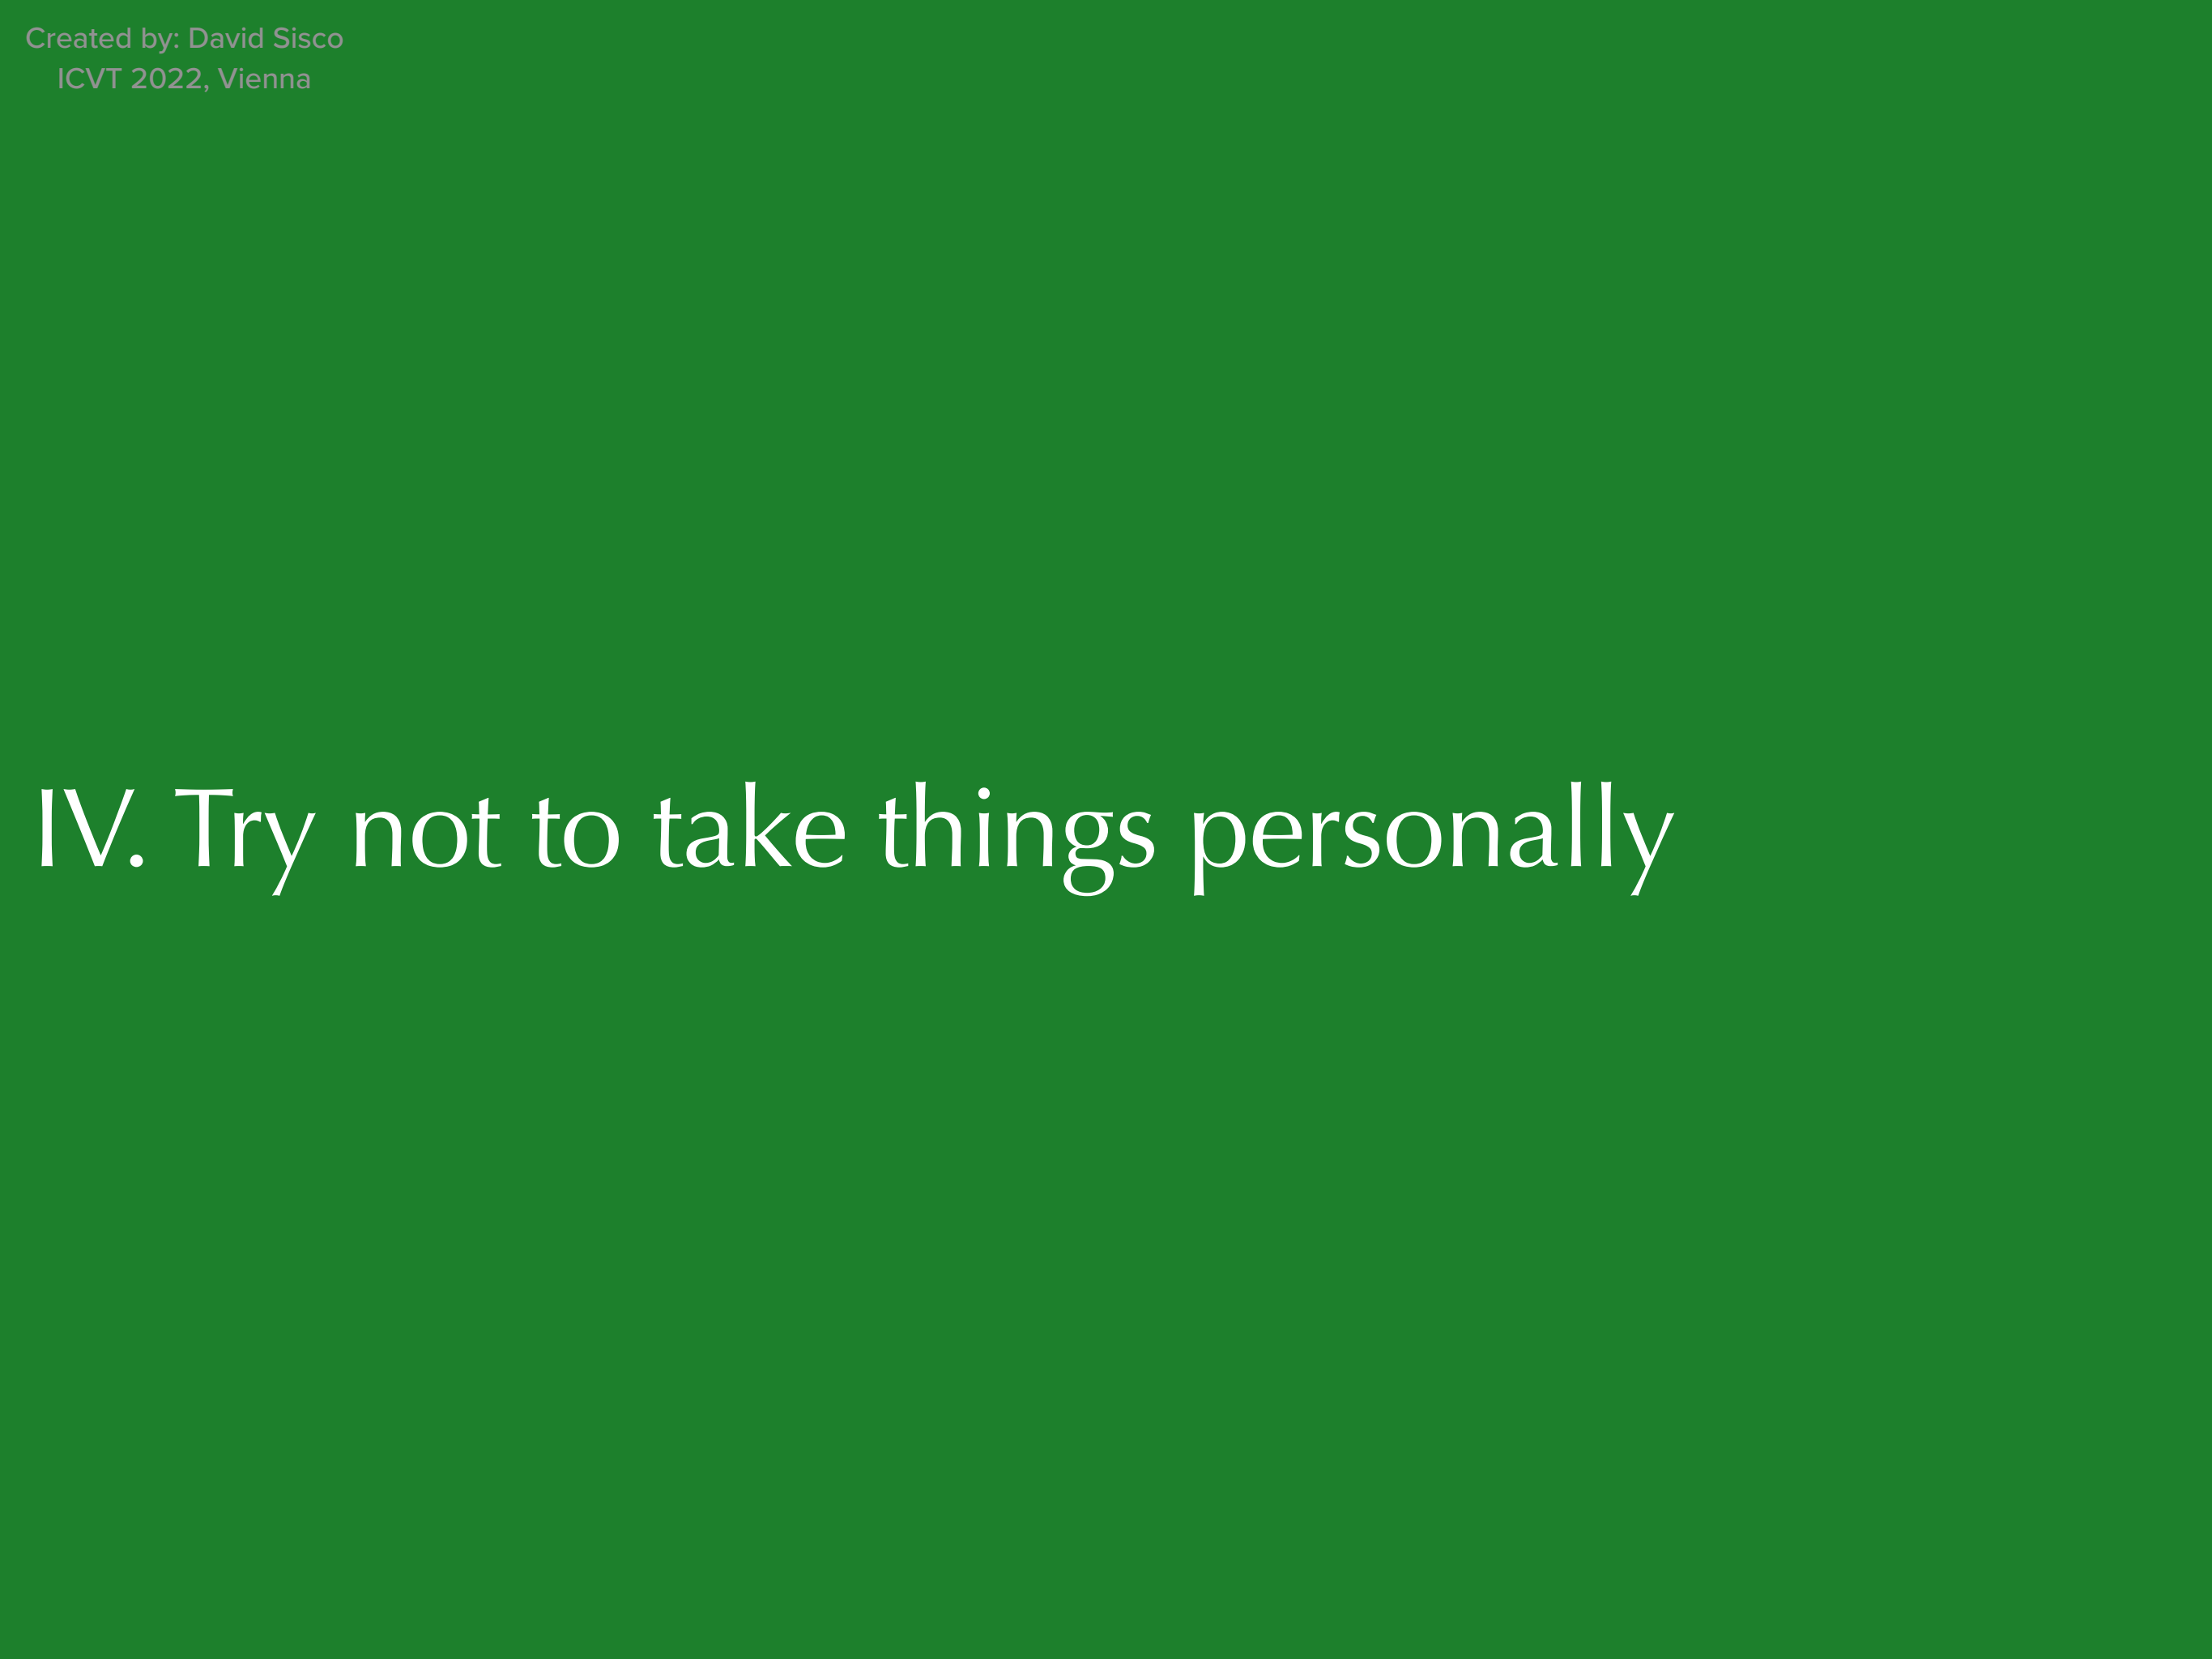 Created by: David Sisco
ICVT 2022, Vienna
IV. Try not to take things personally